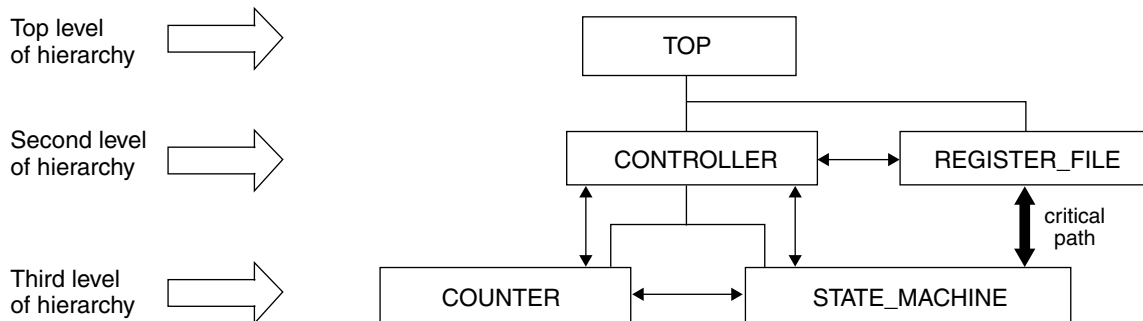 Top level
of hierarchy
TOP
Second level
of hierarchy
CONTROLLER
REGISTER_FILE
critical
path
Third level
of hierarchy
COUNTER
STATE_MACHINE